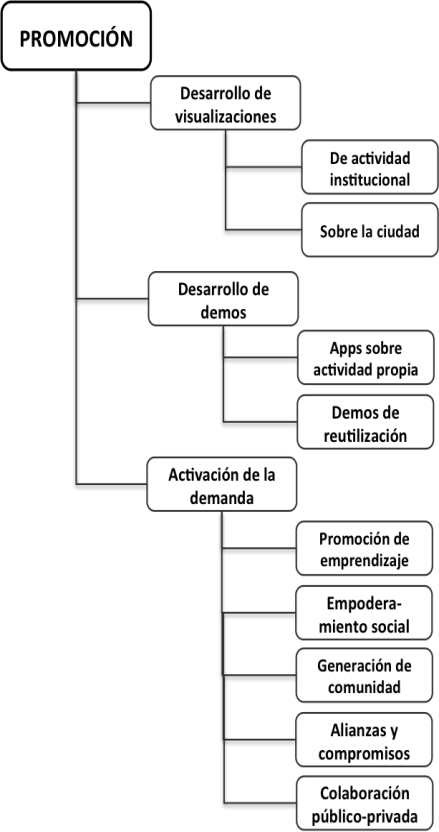 PROMOCIÓN
Desarrollo de
visualizaciones
De actividad
institucional
Sobre la ciudad
Desarrollo de
demos
Apps sobre
actividad propia
Demos de
reutilización
Activación de la
demanda
Promoción de
emprendizaje
Empodera-
miento social
Generación de
comunidad
Alianzas y
compromisos
Colaboración
público-privada